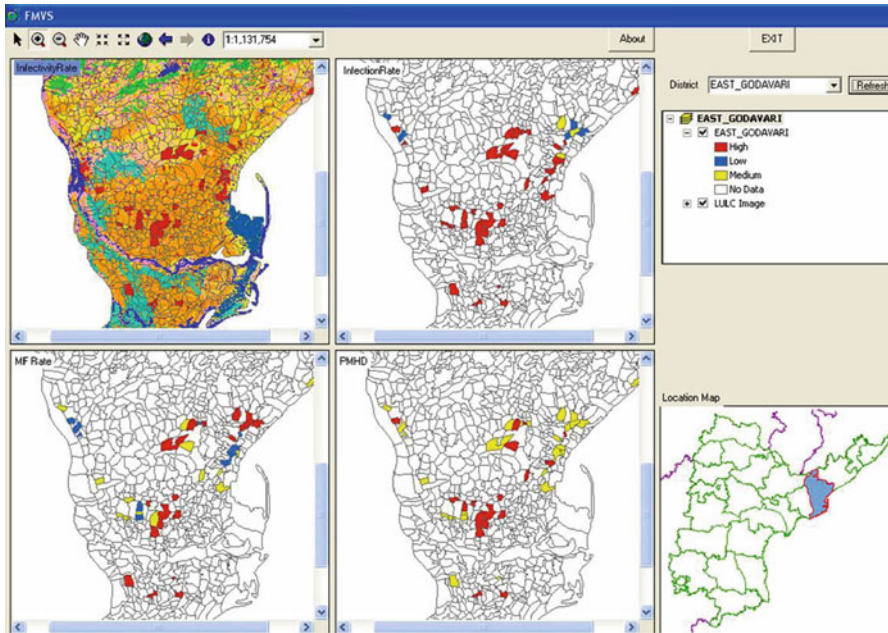 FMVS
1:1,131,754
About
EXIT
InfectivityRate
InfectionRate
District
EAST_GODAVARI
Refresh
EAST_GODAVARI
EAST_GODAVARI
High
Low
Medium
No Data
LULC Image
MF Rate
PMHD
Location Map